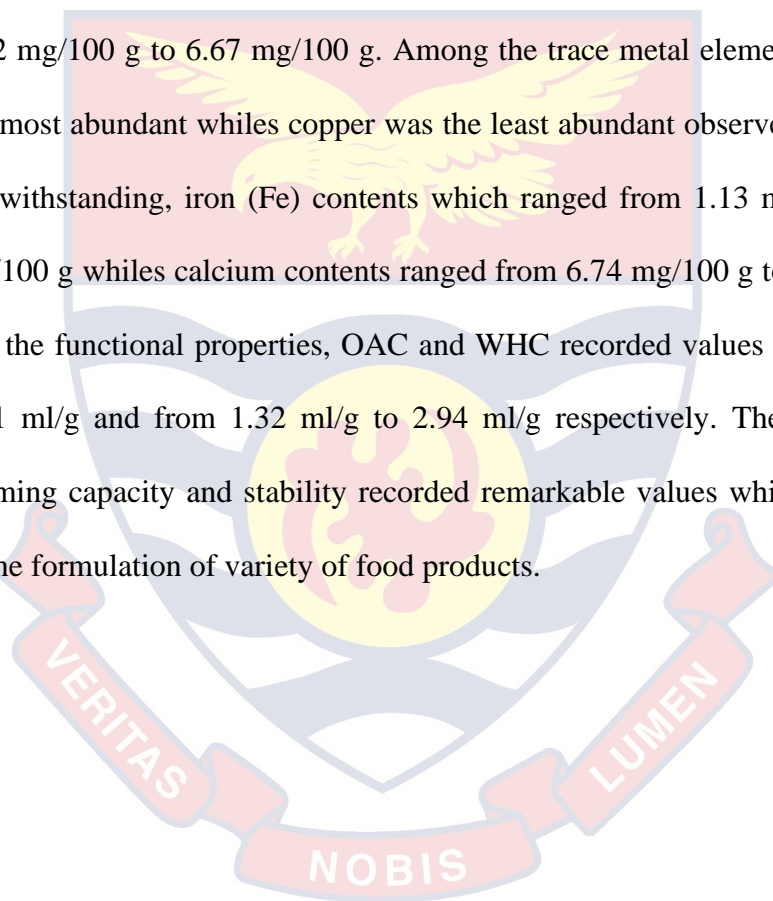 2 mg/100 g to 6.67 mg/100 g. Among the trace metal eleme
most abundant whiles copper was the least abundant observe
withstanding, iron (Fe) contents which ranged from 1.13 m
/100 g whiles calcium contents ranged from 6.74 mg/100 g t
the functional properties, OAC and WHC recorded values
1 ml/g and from 1.32 ml/g to 2.94 ml/g respectively. The
ming capacity and stability recorded remarkable values whi
he formulation of variety of food products.
VERITAS
NOBIS
LUMEN